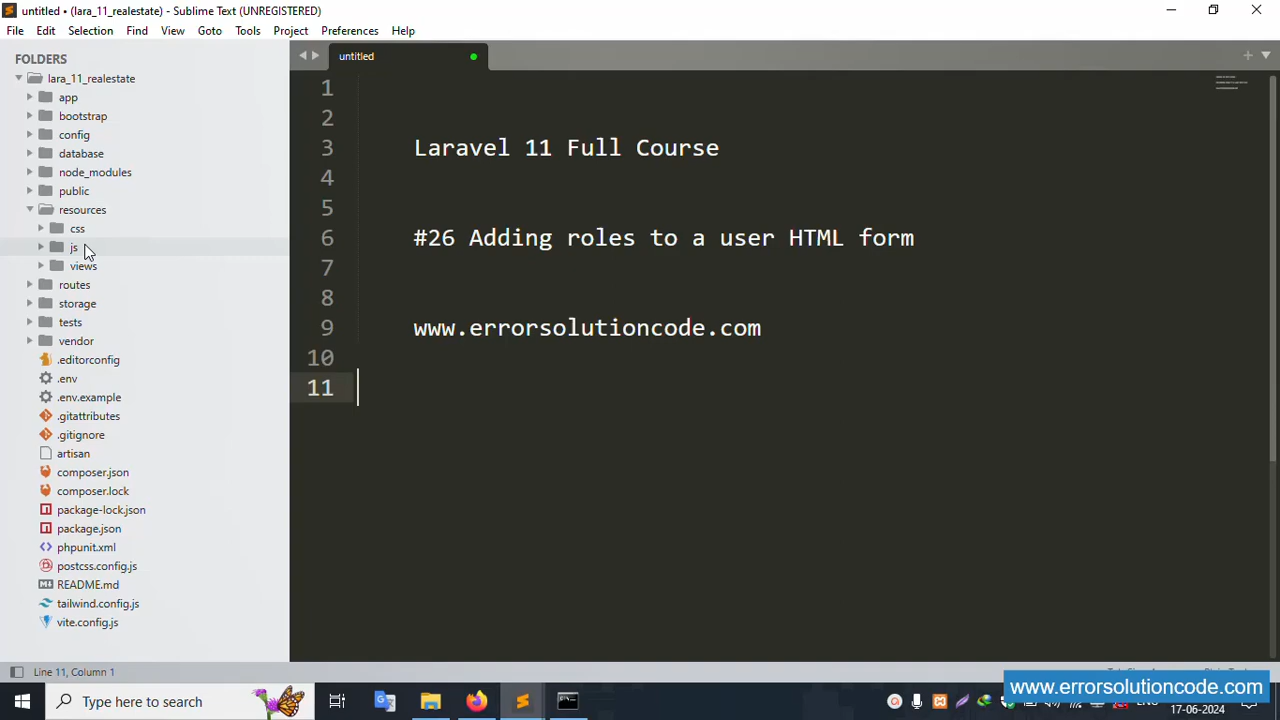 untitled • (lara_11_realestate) - Sublime Text (UNREGISTERED)
File Edit Selection Find View Goto Tools Project Preferences Help
FOLDERS
lara_11_realestate
app
bootstrap
config
database
node_modules
public
resources
css
js
views
routes
storage
tests
vendor
.editorconfig
.env
.env.example
.gitattributes
.gitignore
artisan
composer.json
composer.lock
package-lock.json
package.json
phpunit.xml
postcss.config.js
README.md
tailwind.config.js
vite.config.js
untitled
1
2
3 Laravel 11 Full Course
4
5
6 #26 Adding roles to a user HTML form
7
8
9 www.errorsolutioncode.com
10
11
Line 11, Column 1
www.errorsolutioncode.com
Type here to search
17-06-2024